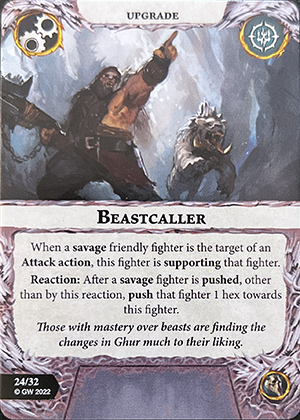 UPGRADE
BEASTCALLER
When a savage friendly fighter is the target of an
Attack action, this fighter is supporting that fighter.
Reaction: After a savage fighter is pushed, other
than by this reaction, push that fighter 1 hex towards
this fighter.
Those with mastery over beasts are finding the
changes in Ghur much to their liking.
24/32
© GW 2022